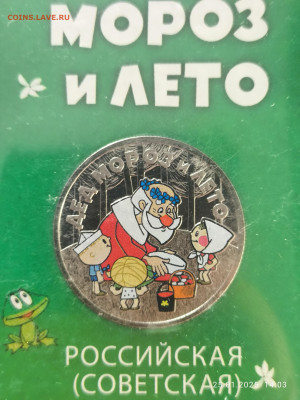 COINS.LAVE.RU
МОРОЗ
И ЛЕТО
ДЕД МОРОЗ И ЛЕТО
РОССИЙСКАЯ
(СОВЕТСКАЯ)